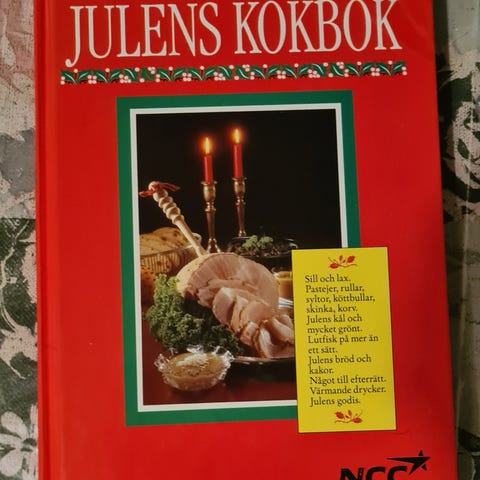 JULENS KOKBOK
Sill och lax.
Pastejer, rullar,
syltor, köttbullar,
skinka, korv.
Julens kål och
mycket grönt.
Lutfisk på mer än
ett sätt.
Julens bröd och
kakor.
Något till efterrätt.
Värmande drycker.
Julens godis.
NCC